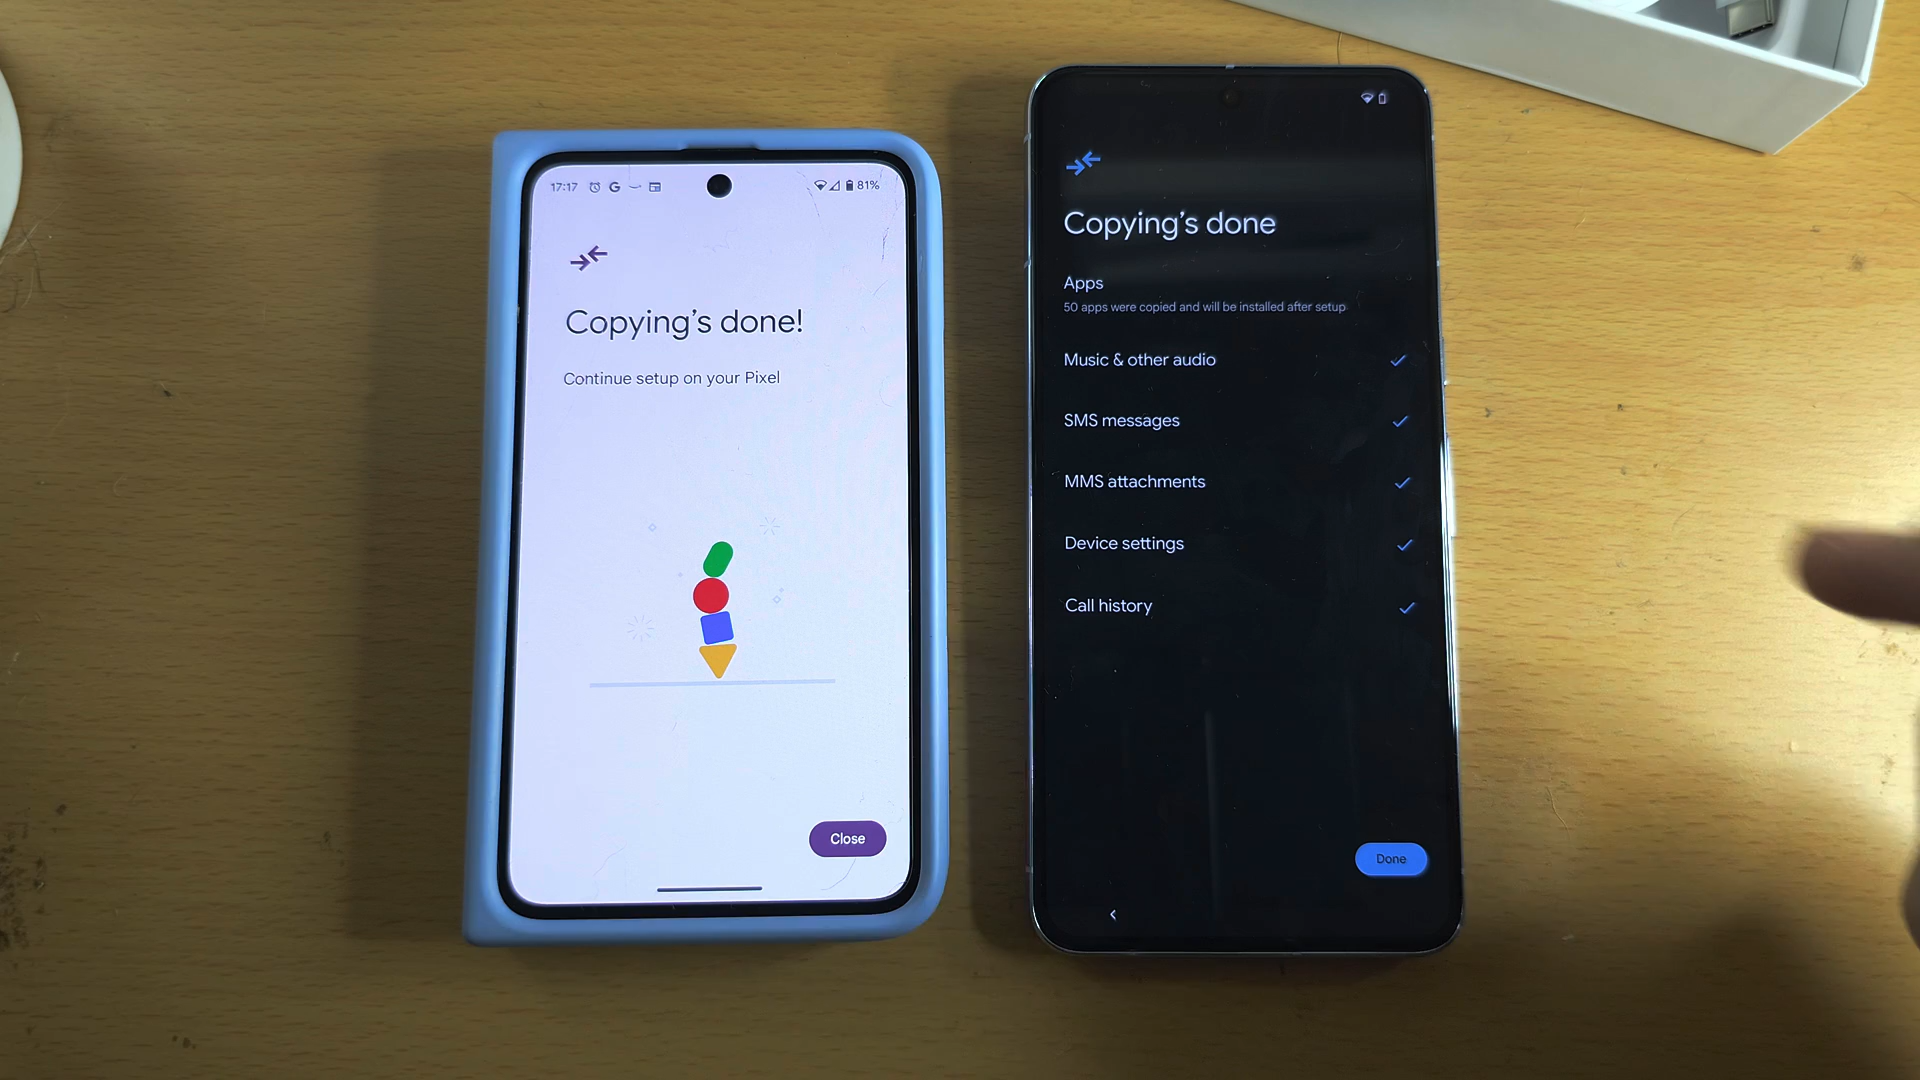 17:17
81%
Copying's done!
Continue setup on your Pixel
Close
Copying's done
Apps
50 apps were copied and will be installed after setup
Music & other audio
SMS messages
MMS attachments
Device settings
Call history
Done